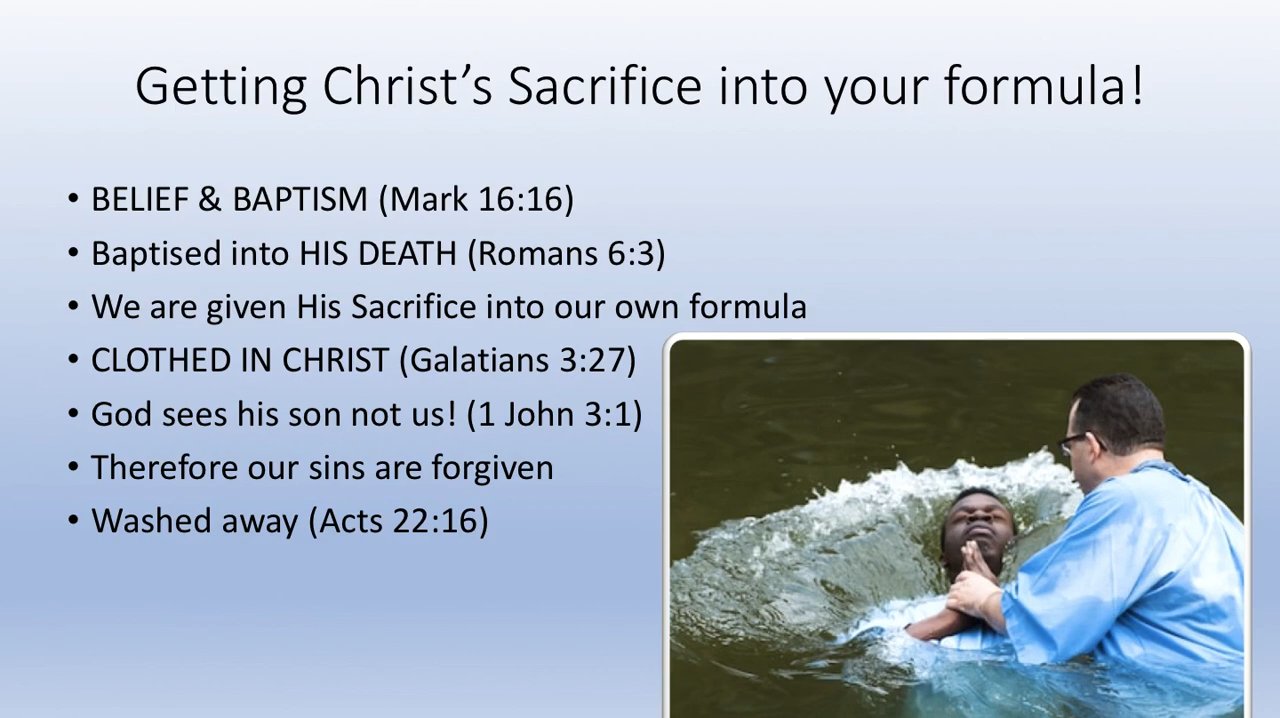 Getting Christ’s Sacrifice into your formula!
• BELIEF & BAPTISM (Mark 16:16)
• Baptised into HIS DEATH (Romans 6:3)
• We are given His Sacrifice into our own formula
• CLOTHED IN CHRIST (Galatians 3:27)
• God sees his son not us! (1 John 3:1)
• Therefore our sins are forgiven
• Washed away (Acts 22:16)